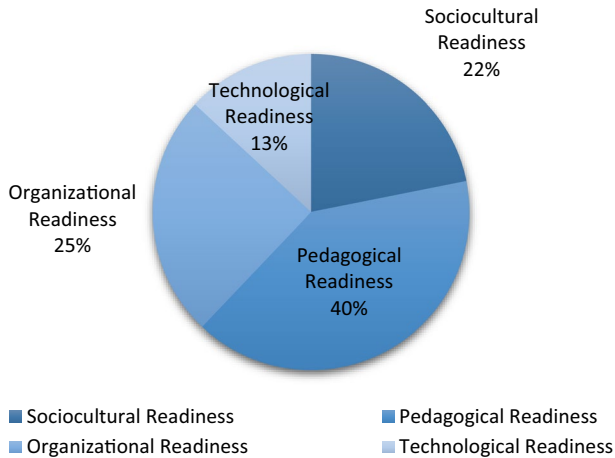 Sociocultural
Readiness
22%
Technological
Readiness
13%
Organizational
Readiness
25%
Pedagogical
Readiness
40%
Sociocultural Readiness
Pedagogical Readiness
Organizational Readiness
Technological Readiness